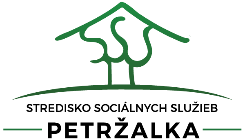 STREDISKO SOCIÁLNYCH SLUŽIEB
PETRŽALKA